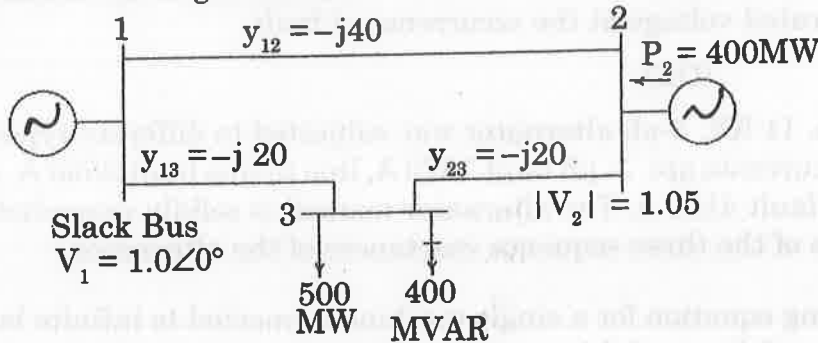 1
2
y12 = -j40
P2 = 400MW
y13 = -j 20
y23 = -j20
|V2| = 1.05
3
Slack Bus
V1 = 1.0∠0°
500
MW
400
MVAR